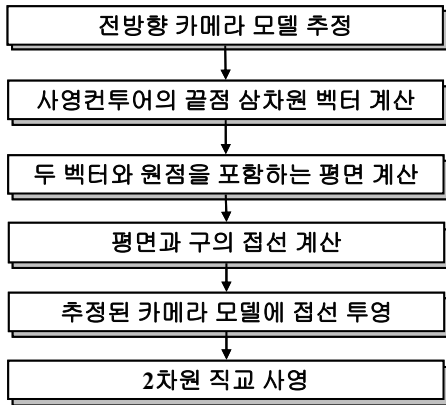 전방향 카메라 모델 추정
사영컨투어의 끝점 삼차원 벡터 계산
두 벡터와 원점을 포함하는 평면 계산
평면과 구의 접선 계산
추정된 카메라 모델에 접선 투영
2차원 직교 사영